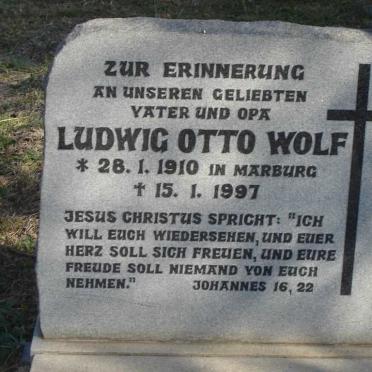 ZUR ERINNERUNG
AN UNSEREN GELIEBTEN
VATER UND OPA
LUDWIG OTTO WOLF
* 28. 1. 1910 IN MARBURG
† 15. 1. 1997
JESUS CHRISTUS SPRICHT: "ICH
WILL EUCH WIEDERSEHEN, UND EUER
HERZ SOLL SICH FREUEN, UND EURE
FREUDE SOLL NIEMAND VON EUCH
NEHMEN." JOHANNES 16, 22